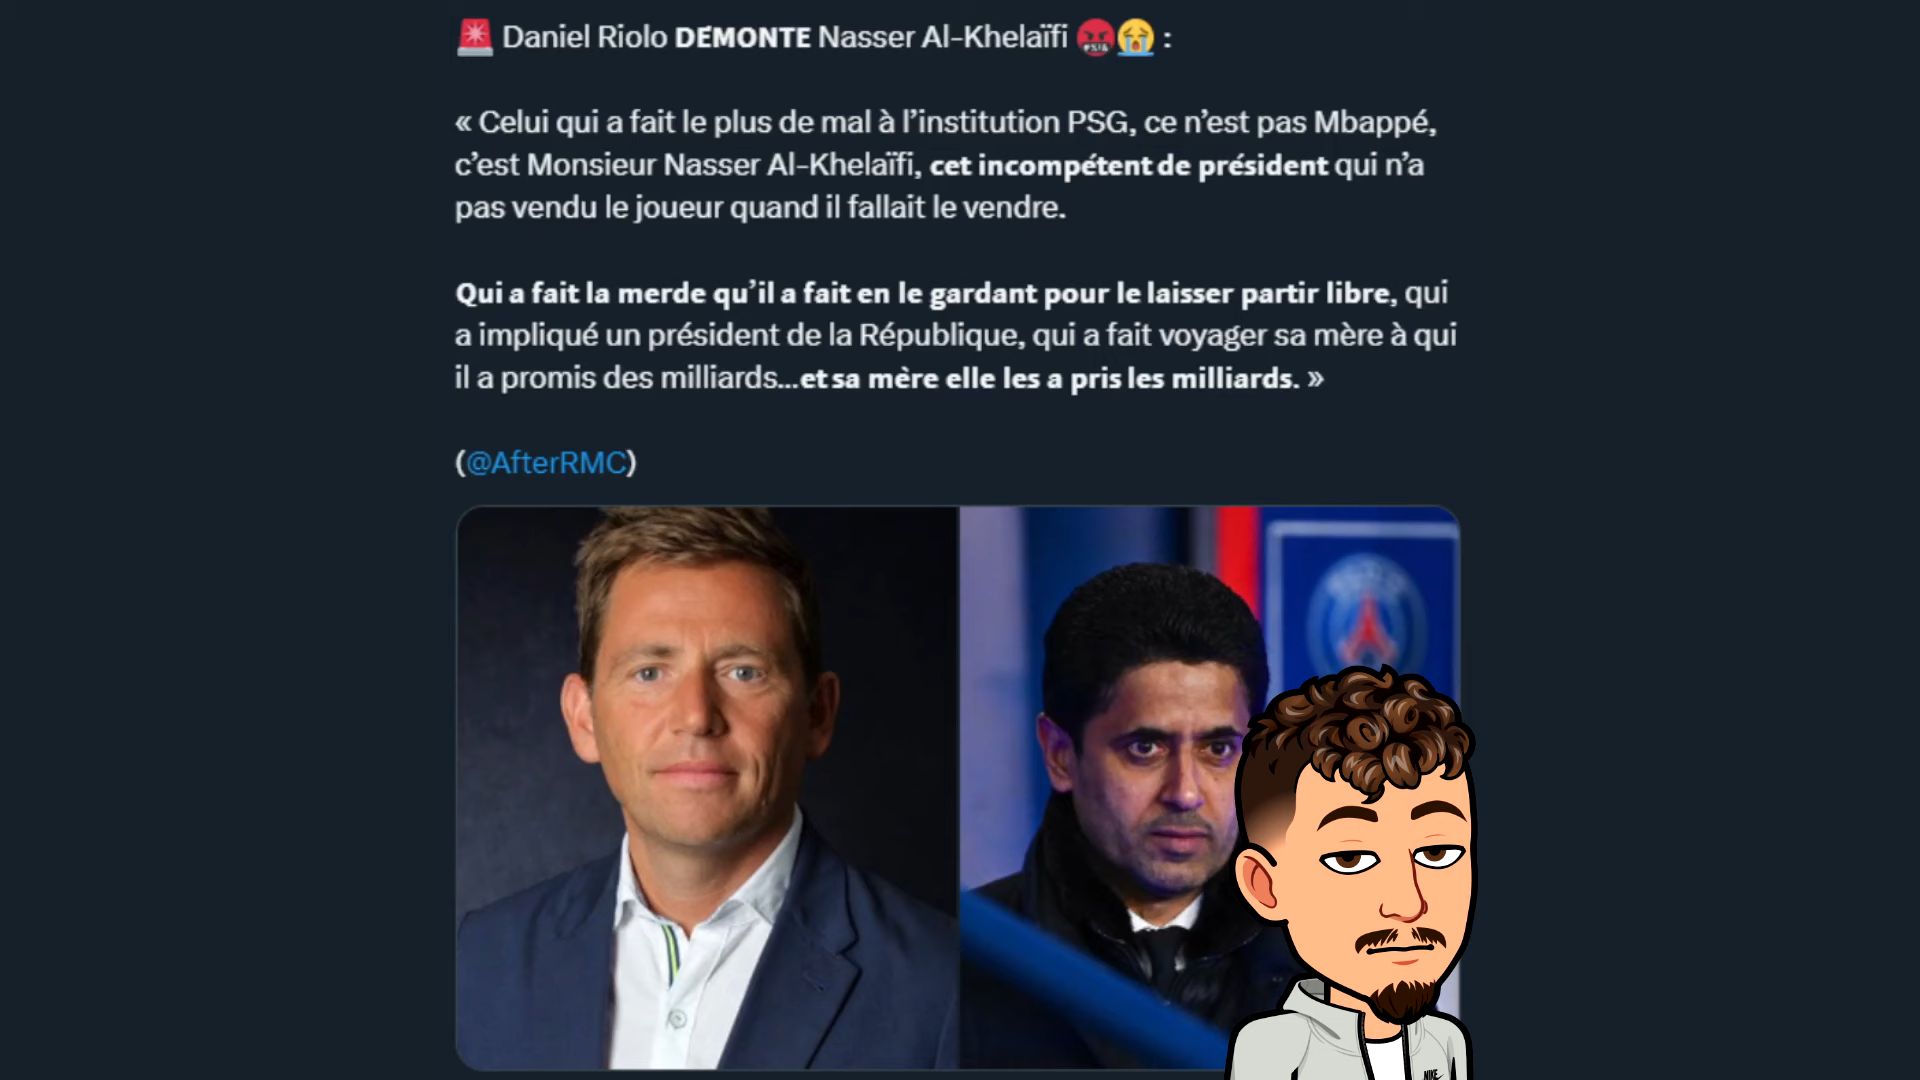 🚨 Daniel Riolo DÉMONTE Nasser Al-Khelaïfi 🤬😭 :
« Celui qui a fait le plus de mal à l’institution PSG, ce n’est pas Mbappé,
c’est Monsieur Nasser Al-Khelaïfi, cet incompétent de président qui n’a
pas vendu le joueur quand il fallait le vendre.
Qui a fait la merde qu’il a fait en le gardant pour le laisser partir libre, qui
a impliqué un président de la République, qui a fait voyager sa mère à qui
il a promis des milliards...et sa mère elle les a pris les milliards. »
(@AfterRMC)
NIKE